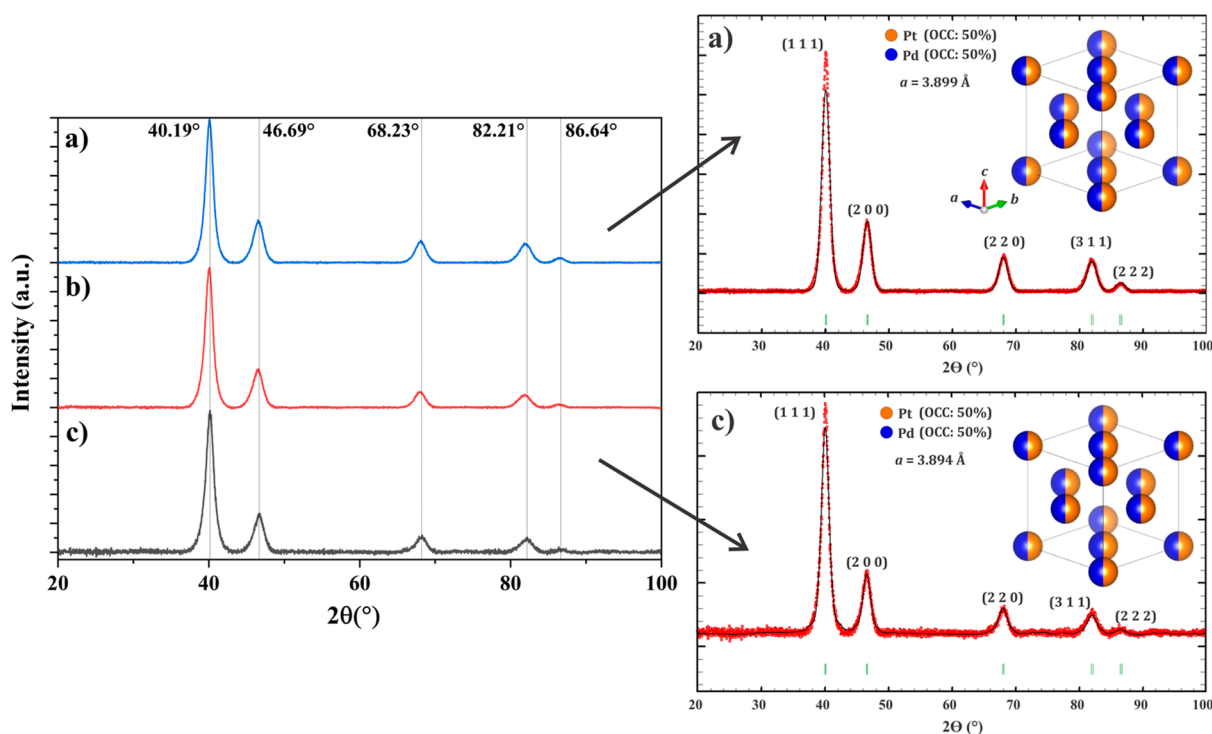 a)
40.19°
46.69°
68.23°
82.21°
86.64°
b)
c)
Intensity (a.u.)
20
40
60
80
100
2θ(°)
a)
(1 1 1)
Pt (OCC: 50%)
Pd (OCC: 50%)
a = 3.899 Å
c
a
b
(2 0 0)
(2 2 0)
(3 1 1)
(2 2 2)
20
30
40
50
60
70
80
90
100
2Θ (°)
c)
(1 1 1)
Pt (OCC: 50%)
Pd (OCC: 50%)
a = 3.894 Å
(2 0 0)
(2 2 0)
(3 1 1)
(2 2 2)
20
30
40
50
60
70
80
90
100
2Θ (°)